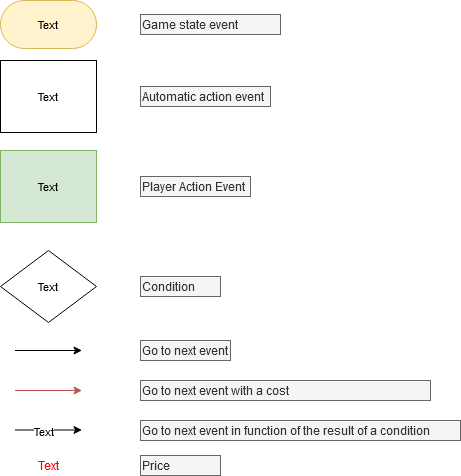 Text Game state event
Text Automatic action event
Text Player Action Event
Text Condition
Go to next event
Go to next event with a cost
Text Go to next event in function of the result of a condition
Text Price